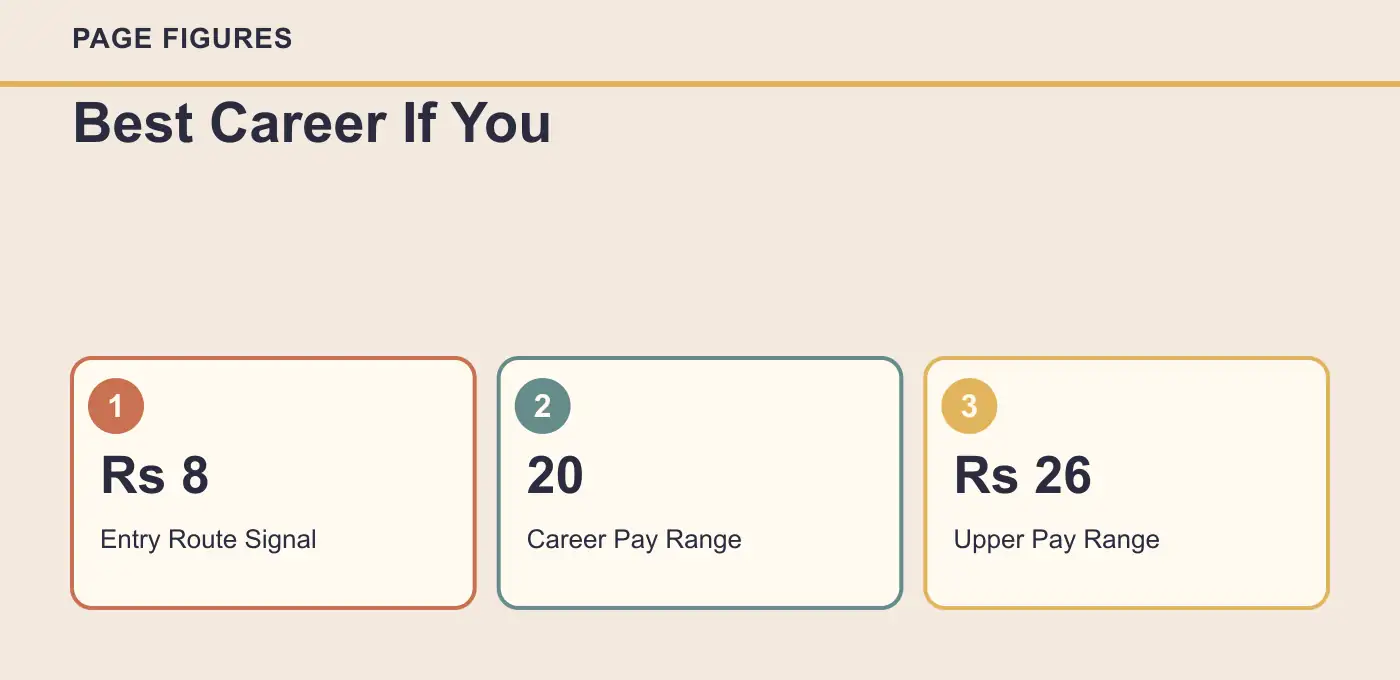 PAGE FIGURES
Best Career If You
1
Rs 8
Entry Route Signal
2
20
Career Pay Range
3
Rs 26
Upper Pay Range